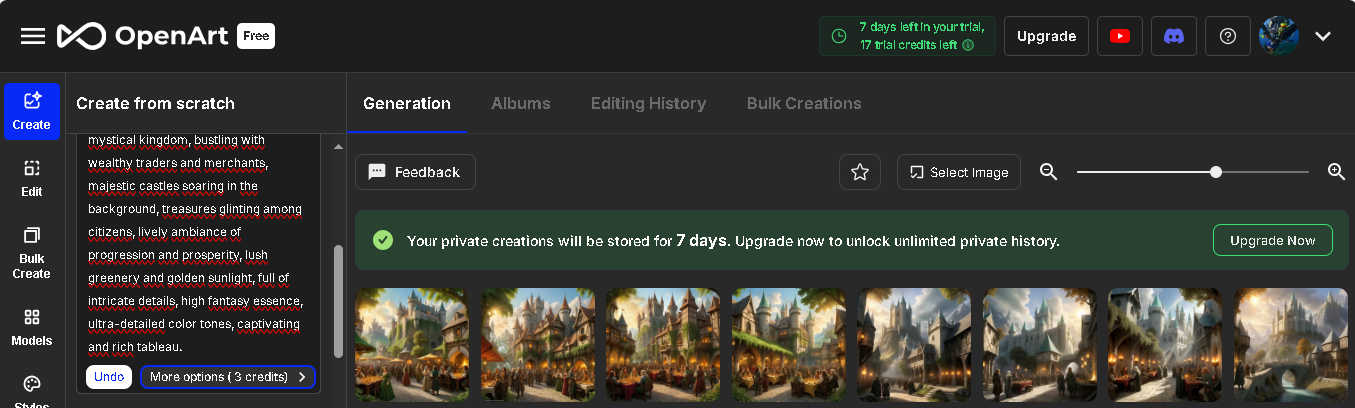 OpenArt Free
7 days left in your trial,
17 trial credits left
Upgrade
Create
Edit
Bulk
Create
Models
Styles
Create from scratch
mystical kingdom, bustling with
wealthy traders and merchants,
majestic castles soaring in the
background, treasures glinting among
citizens, lively ambiance of
progression and prosperity, lush
greenery and golden sunlight, full of
intricate details, high fantasy essence,
ultra-detailed color tones, captivating
and rich tableau.
Undo
More options ( 3 credits)
Generation
Albums
Editing History
Bulk Creations
Feedback
Select Image
Your private creations will be stored for 7 days. Upgrade now to unlock unlimited private history.
Upgrade Now